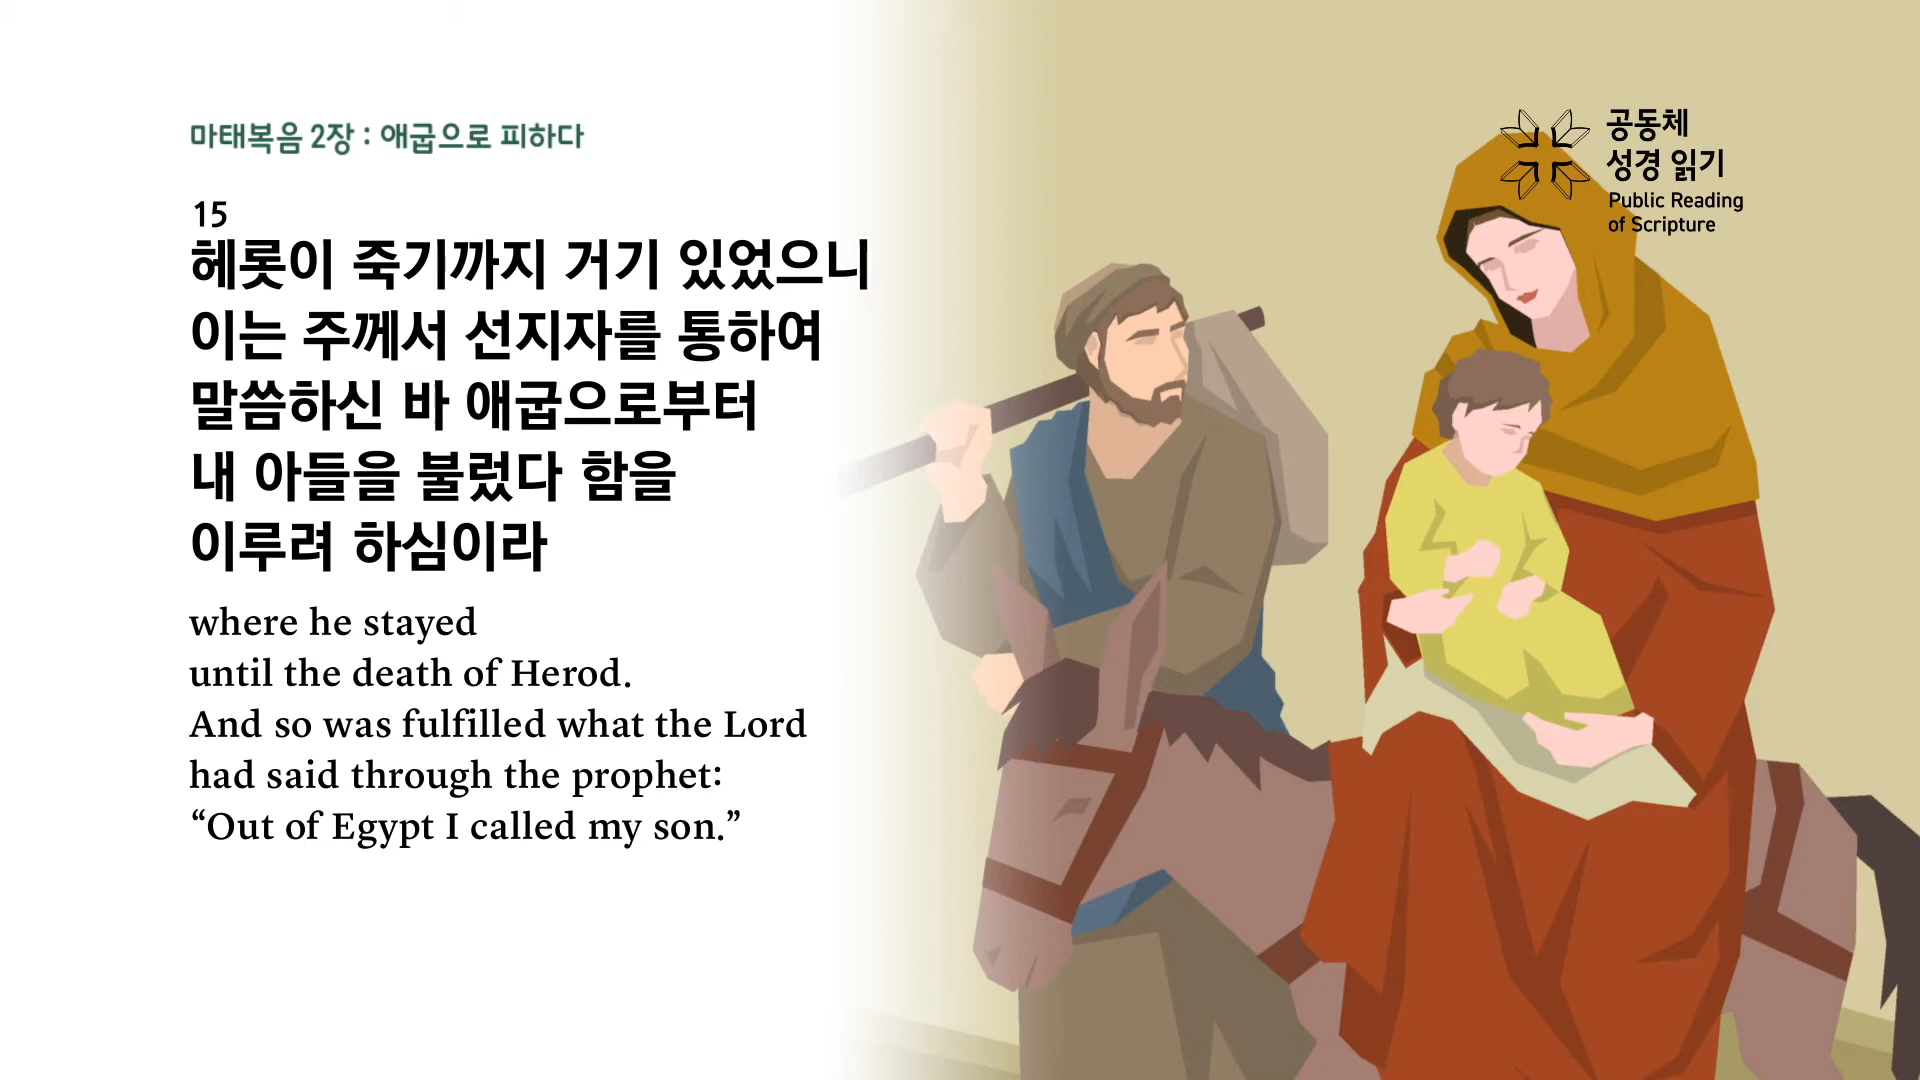 마태복음 2장 : 애굽으로 피하다
15
헤롯이 죽기까지 거기 있었으니
이는 주께서 선지자를 통하여
말씀하신 바 애굽으로부터
내 아들을 불렀다 함을
이루려 하심이라
where he stayed
until the death of Herod.
And so was fulfilled what the Lord
had said through the prophet:
“Out of Egypt I called my son.”
공동체
성경 읽기
Public Reading
of Scripture